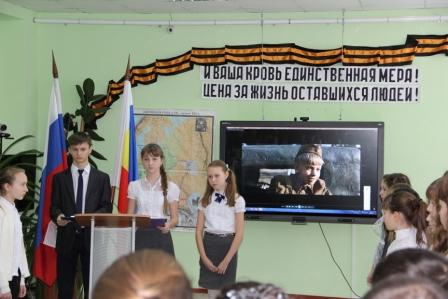 И ВАША КРОВЬ ЕДИНСТВЕННАЯ МЕРА!
ЦЕНА ЗА ЖИЗНЬ ОСТАВШИХСЯ ЛЮДЕЙ!